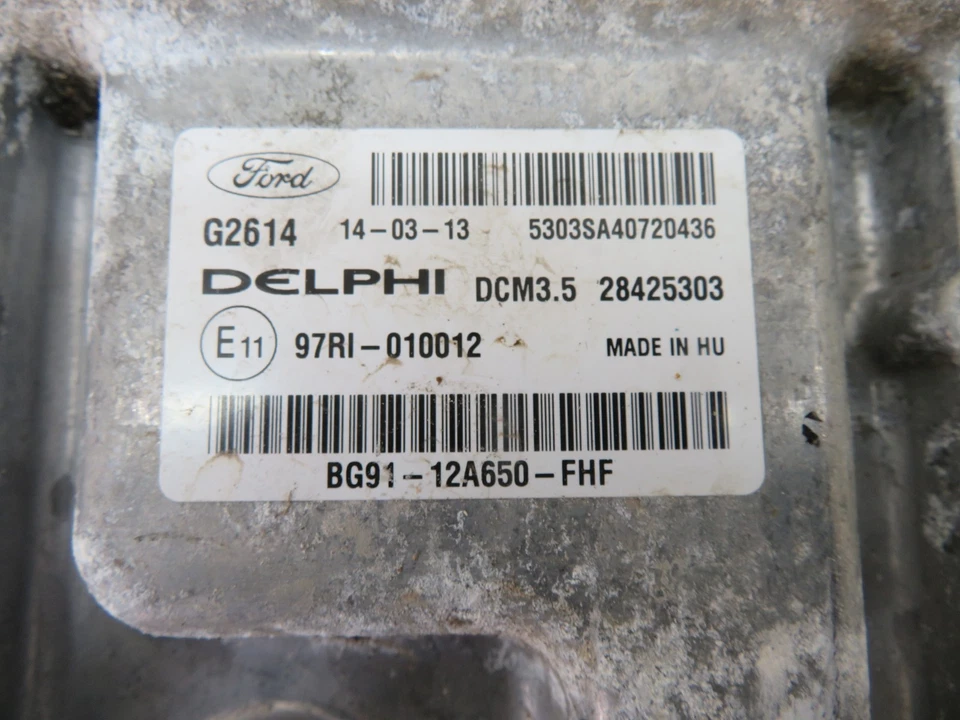 Ford
G2614 14-03-13 5303SA40720436
DELPHI DCM3.5 28425303
E11 97RI-010012 MADE IN HU
BG91-12A650-FHF